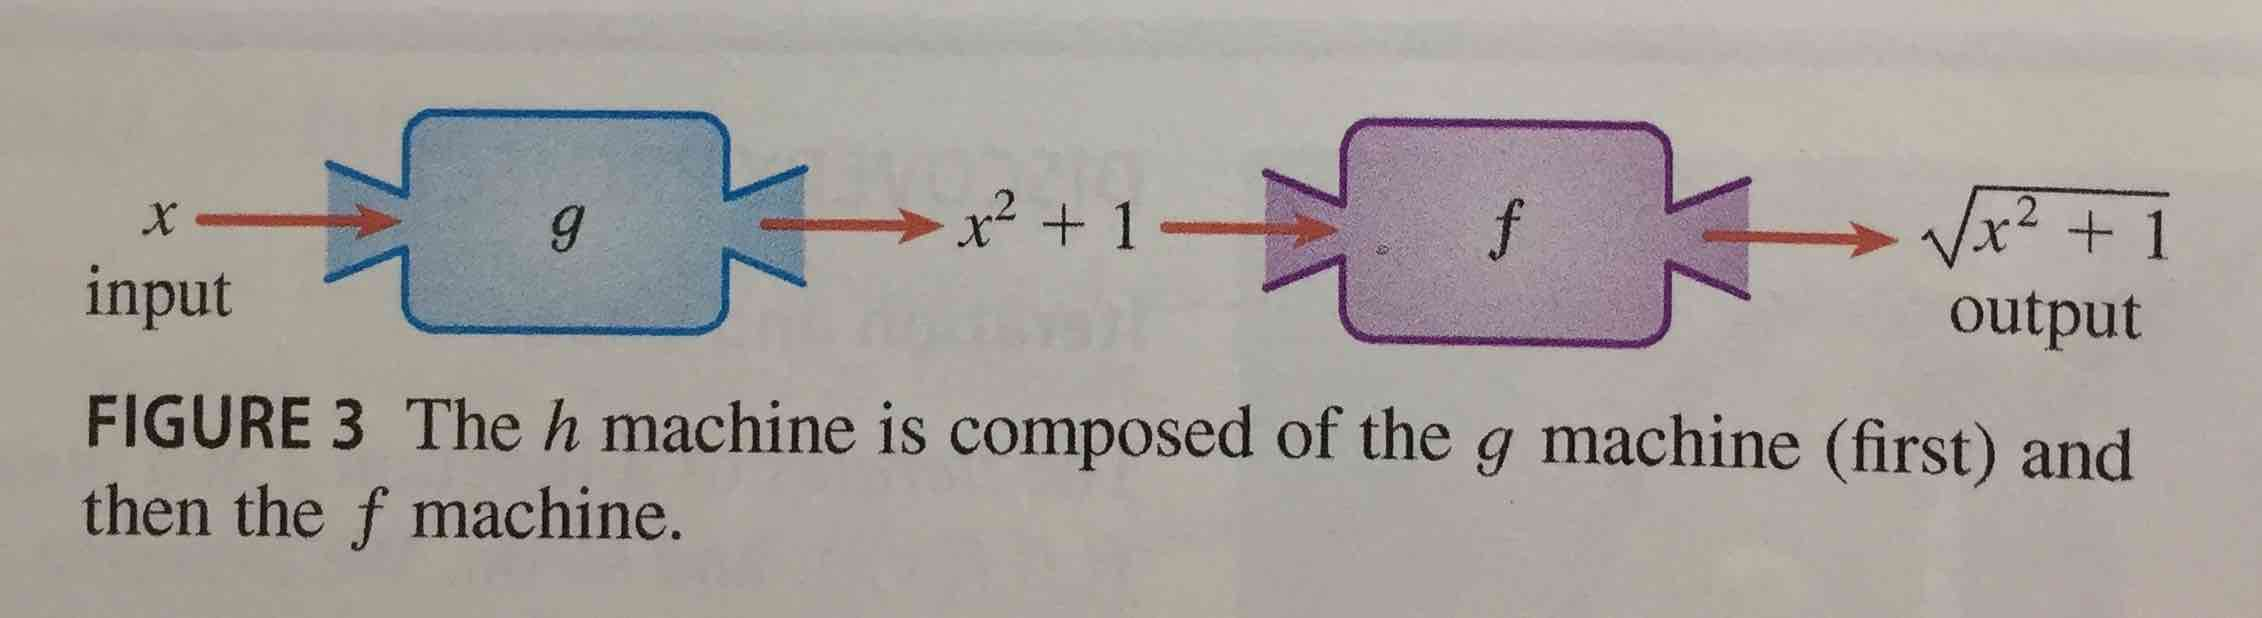 x → g → x² + 1 → f → √(x² + 1)
input output
FIGURE 3 The h machine is composed of the g machine (first) and
then the f machine.